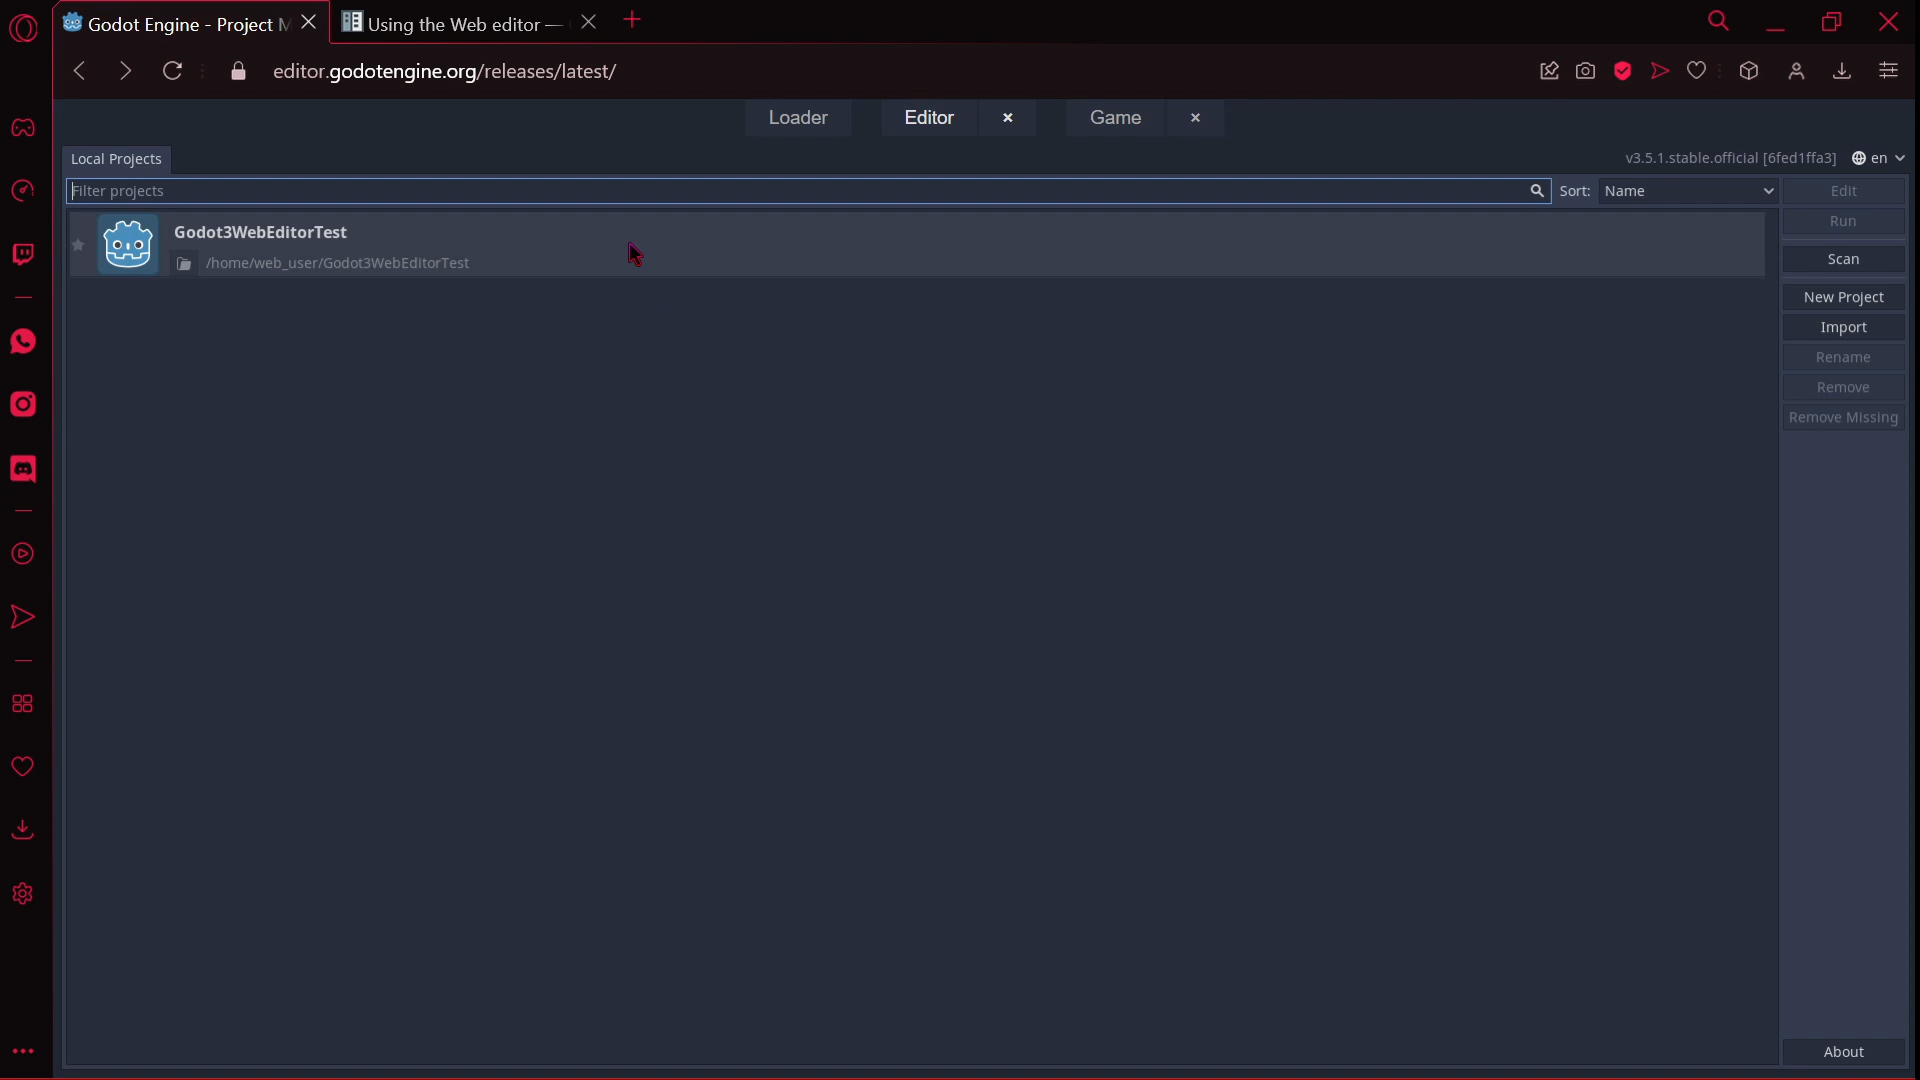 Godot Engine - Project M
Using the Web editor —
editor.godotengine.org/releases/latest/
Loader
Editor ×
Game ×
Local Projects
v3.5.1.stable.official [6fed1ffa3]
en
Filter projects
Sort:
Name
Edit
Godot3WebEditorTest
/home/web_user/Godot3WebEditorTest
Run
Scan
New Project
Import
Rename
Remove
Remove Missing
About